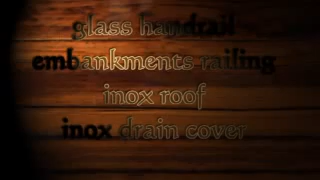 glass handrail
embankments railing
inox roof
inox drain cover